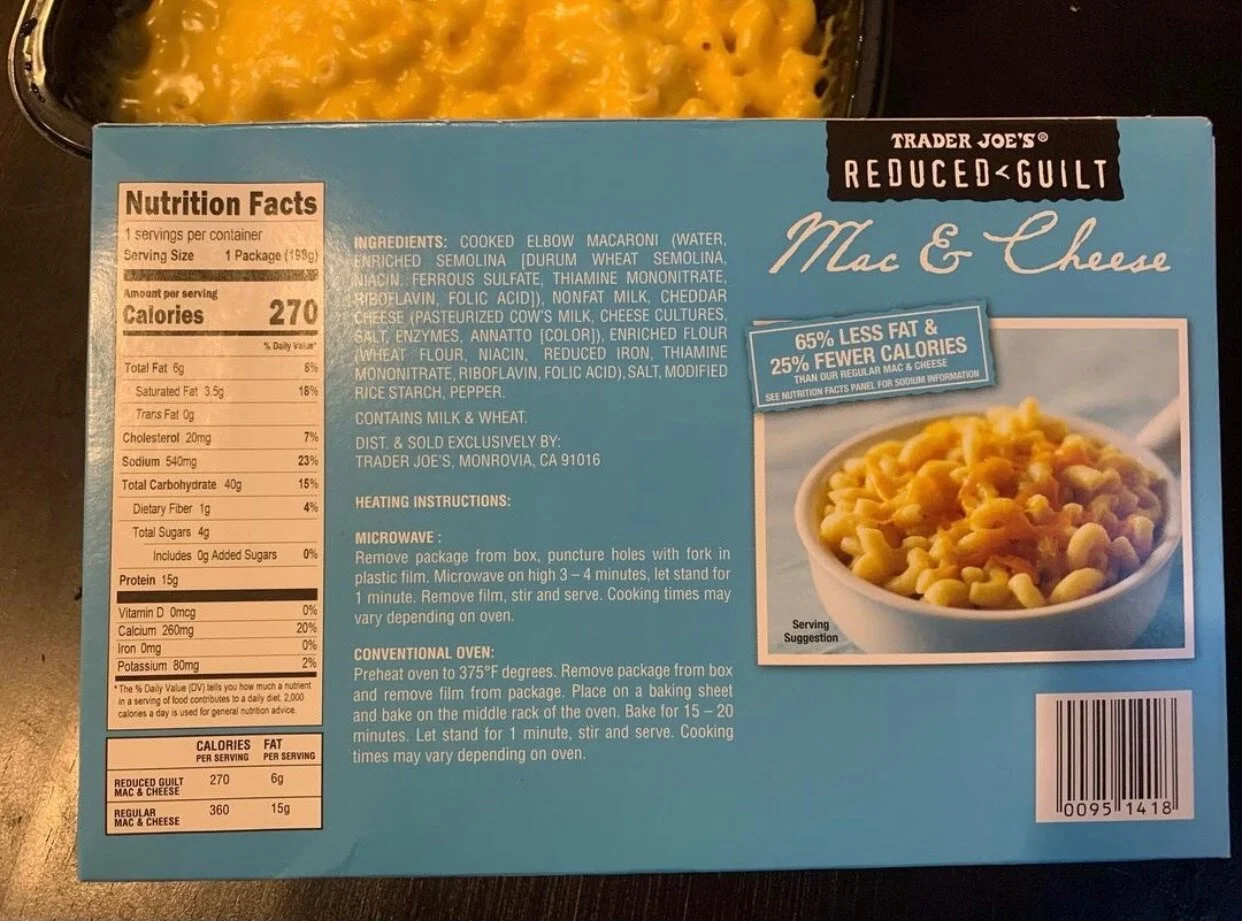 TRADER JOE'S®
REDUCED<GUILT
Mac & Cheese
65% LESS FAT &
25% FEWER CALORIES
THAN OUR REGULAR MAC & CHEESE
SEE NUTRITION FACTS PANEL FOR SODIUM INFORMATION
Serving
Suggestion
0095 1418
Nutrition Facts
1 servings per container
Serving Size 1 Package (198g)
Amount per serving
Calories 270
% Daily Value*
Total Fat 6g 8%
Saturated Fat 3.5g 18%
Trans Fat 0g
Cholesterol 20mg 7%
Sodium 540mg 23%
Total Carbohydrate 40g 15%
Dietary Fiber 1g 4%
Total Sugars 4g
Includes 0g Added Sugars 0%
Protein 15g
Vitamin D 0mcg 0%
Calcium 260mg 20%
Iron 0mg 0%
Potassium 80mg 2%
*The % Daily Value (DV) tells you how much a nutrient
in a serving of food contributes to a daily diet. 2,000
calories a day is used for general nutrition advice.
CALORIES FAT
PER SERVING PER SERVING
REDUCED GUILT 270 6g
MAC & CHEESE
REGULAR 360 15g
MAC & CHEESE
INGREDIENTS: COOKED ELBOW MACARONI (WATER,
ENRICHED SEMOLINA [DURUM WHEAT SEMOLINA,
NIACIN, FERROUS SULFATE, THIAMINE MONONITRATE,
RIBOFLAVIN, FOLIC ACID]), NONFAT MILK, CHEDDAR
CHEESE (PASTEURIZED COW'S MILK, CHEESE CULTURES,
SALT, ENZYMES, ANNATTO [COLOR]), ENRICHED FLOUR
(WHEAT FLOUR, NIACIN, REDUCED IRON, THIAMINE
MONONITRATE, RIBOFLAVIN, FOLIC ACID), SALT, MODIFIED
RICE STARCH, PEPPER.
CONTAINS MILK & WHEAT.
DIST. & SOLD EXCLUSIVELY BY:
TRADER JOE'S, MONROVIA, CA 91016
HEATING INSTRUCTIONS:
MICROWAVE :
Remove package from box, puncture holes with fork in
plastic film. Microwave on high 3 – 4 minutes, let stand for
1 minute. Remove film, stir and serve. Cooking times may
vary depending on oven.
CONVENTIONAL OVEN:
Preheat oven to 375°F degrees. Remove package from box
and remove film from package. Place on a baking sheet
and bake on the middle rack of the oven. Bake for 15 – 20
minutes. Let stand for 1 minute, stir and serve. Cooking
times may vary depending on oven.